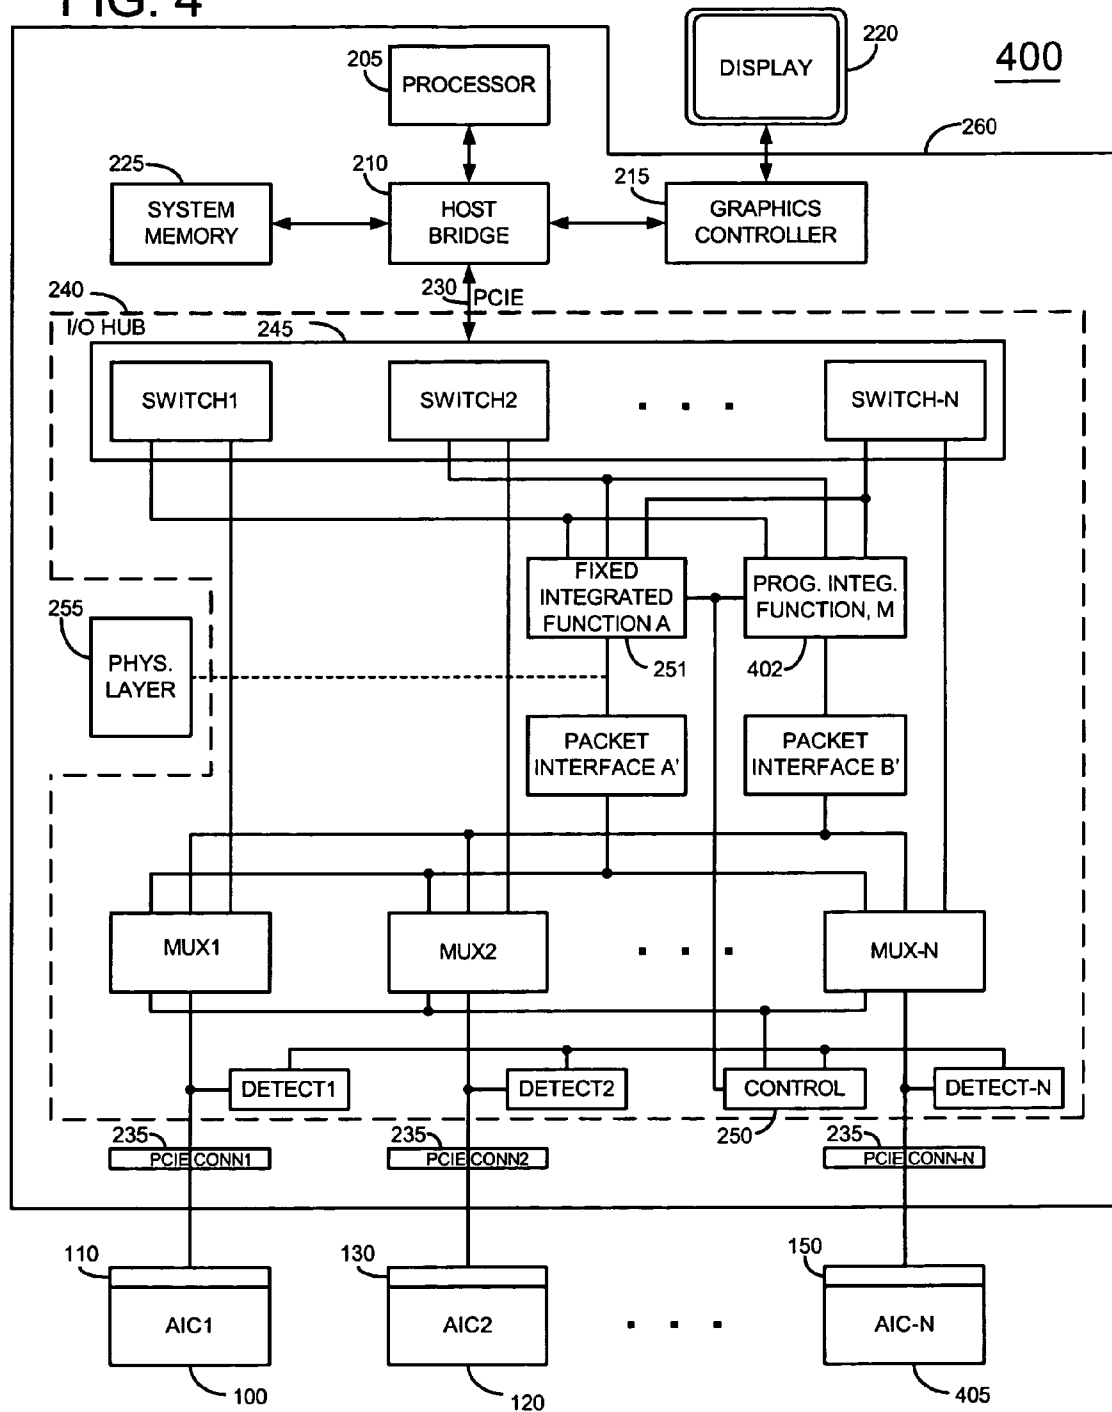 FIG. 4
400
205
PROCESSOR
DISPLAY
220
260
225
SYSTEM
MEMORY
210
HOST
BRIDGE
215
GRAPHICS
CONTROLLER
230
PCIE
240
I/O HUB
245
SWITCH1
SWITCH2
. . .
SWITCH-N
FIXED
INTEGRATED
FUNCTION A
251
PROG. INTEG.
FUNCTION, M
402
255
PHYS.
LAYER
PACKET
INTERFACE A'
PACKET
INTERFACE B'
MUX1
MUX2
. . .
MUX-N
DETECT1
DETECT2
CONTROL
250
DETECT-N
235
PCIE CONN1
235
PCIE CONN2
235
PCIE CONN-N
110
AIC1
100
130
AIC2
120
. . .
150
AIC-N
405